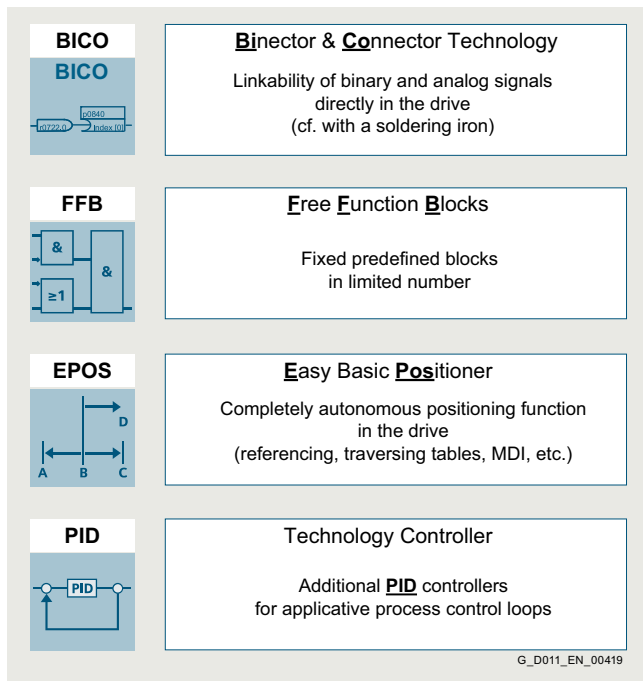 BICO
Binector & Connector Technology
BICO
p0840
r0722.0
Index [0]
Linkability of binary and analog signals
directly in the drive
(cf. with a soldering iron)
FFB
Free Function Blocks
&
&
≥1
Fixed predefined blocks
in limited number
EPOS
Easy Basic Positioner
D
A B C
Completely autonomous positioning function
in the drive
(referencing, traversing tables, MDI, etc.)
PID
Technology Controller
PID
Additional PID controllers
for applicative process control loops
G_D011_EN_00419